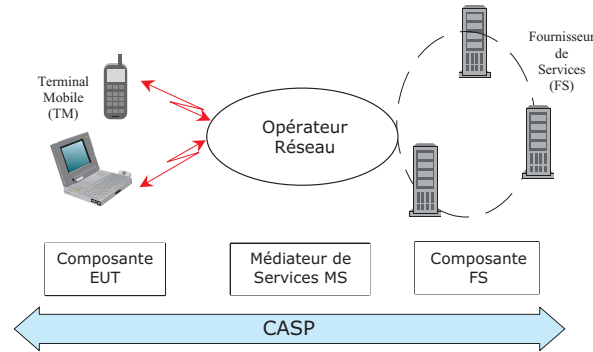 Terminal
Mobile
(TM)
Opérateur
Réseau
Fournisseur
de
Services
(FS)
Composante
EUT
Médiateur de
Services MS
Composante
FS
CASP